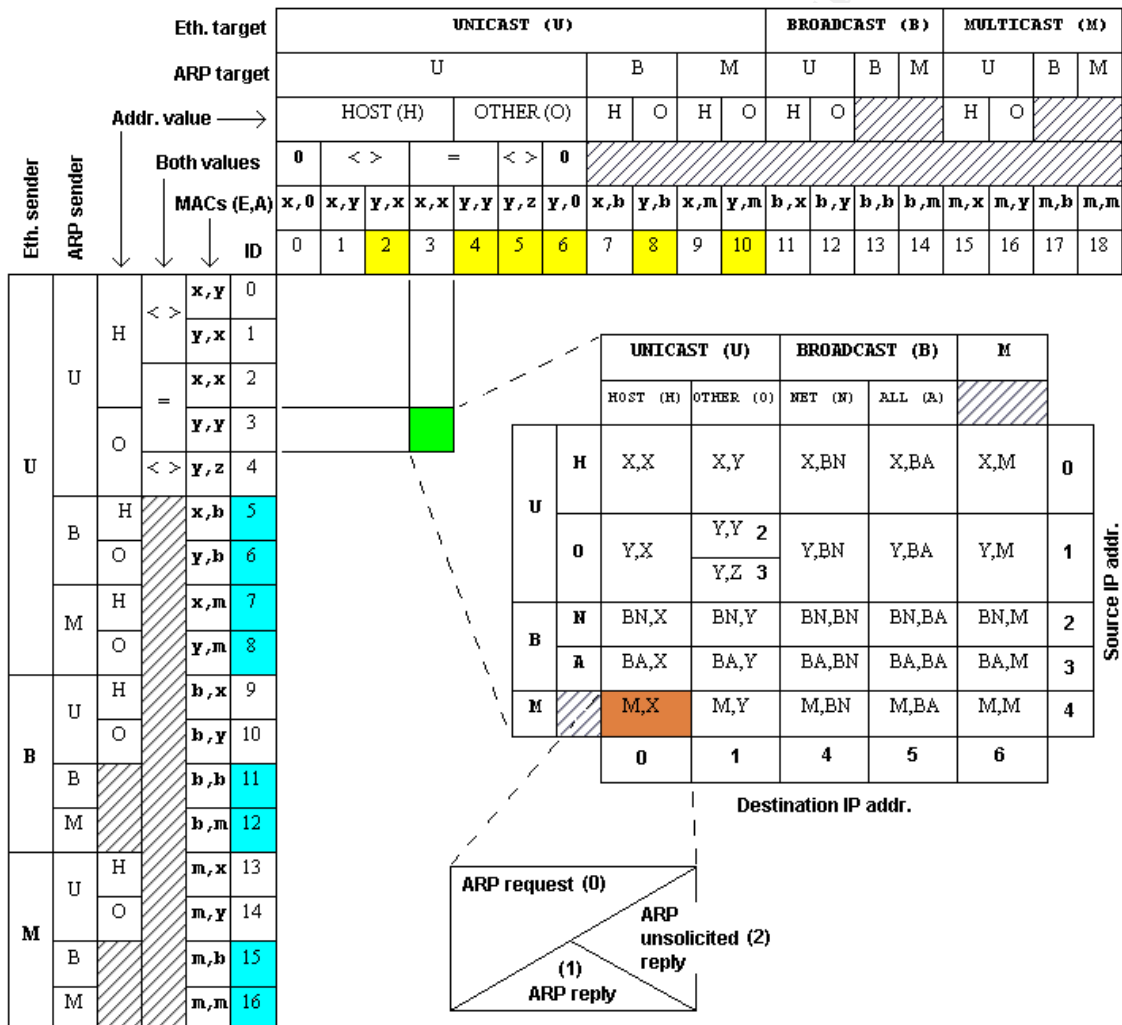 Eth. target UNICAST (U) BROADCAST (B) MULTICAST (M)
ARP target U B M U B M U B M
Addr. value HOST (H) OTHER (O) H O H O H O H O
Both values 0 < > = < > 0
MACs (E,A) x,0 x,y y,x x,x y,y y,z y,0 x,b y,b x,m y,m b,x b,y b,b b,m m,x m,y m,b m,m
ID 0 1 2 3 4 5 6 7 8 9 10 11 12 13 14 15 16 17 18
Eth. sender
ARP sender
U U H < > x,y 0
y,x 1
= x,x 2
O y,y 3
< > y,z 4
B H x,b 5
O y,b 6
M H x,m 7
O y,m 8
B U H b,x 9
O b,y 10
B b,b 11
M b,m 12
M U H m,x 13
O m,y 14
B m,b 15
M m,m 16
UNICAST (U) BROADCAST (B) M
HOST (H) OTHER (O) NET (N) ALL (A)
U H X,X X,Y X,BN X,BA X,M 0
O Y,X Y,Y 2 Y,BN Y,BA Y,M 1
Y,Z 3
B N BN,X BN,Y BN,BN BN,BA BN,M 2
A BA,X BA,Y BA,BN BA,BA BA,M 3
M M,X M,Y M,BN M,BA M,M 4
0 1 4 5 6
Source IP addr.
Destination IP addr.
ARP request (0)
ARP
unsolicited (2)
reply
(1)
ARP reply